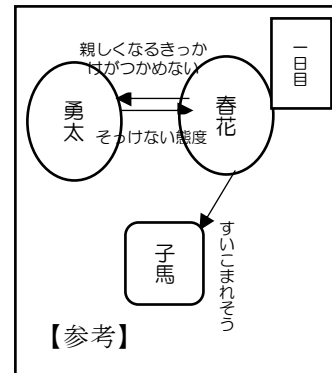 一日目
親しくなるきっか
けがつかめない
春花
勇太
そっけない態度
すいこまれそう
子馬
【参考】